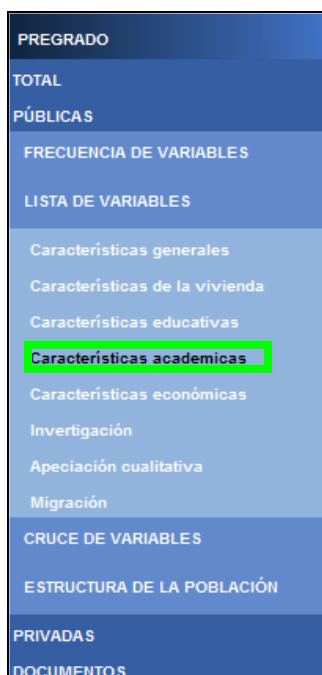 PREGRADO
TOTAL
PÚBLICAS
FRECUENCIA DE VARIABLES
LISTA DE VARIABLES
Características generales
Características de la vivienda
Características educativas
Características academicas
Características económicas
Invertigación
Apeciación cualitativa
Migración
CRUCE DE VARIABLES
ESTRUCTURA DE LA POBLACIÓN
PRIVADAS
DOCUMENTOS